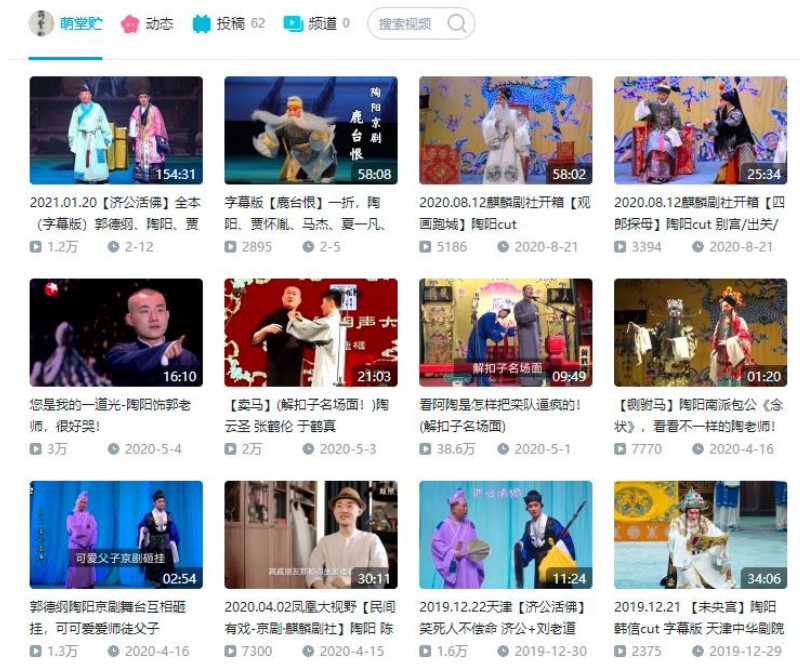 萌堂贮 动态 投稿 62 频道 0 搜索视频
陶阳京剧
鹿台恨
154:31 58:08 58:02 25:34
2021.01.20【济公活佛】全本
（字幕版）郭德纲、陶阳、贾
1.2万 2-12
字幕版【鹿台恨】一折，陶
阳、贾怀胤、马杰、夏一凡、
2895 2-5
2020.08.12麒麟剧社开箱【观
画跑城】陶阳cut
5186 2020-8-21
2020.08.12麒麟剧社开箱【四
郎探母】陶阳cut 别宫/出关/
3394 2020-8-21
解扣子名场面
16:10 21:03 09:49 01:20
您是我的一道光-陶阳饰郭老
师，很好哭！
3万 2020-5-4
【卖马】(解扣子名场面！)陶
云圣 张鹤伦 于鹤真
2万 2020-5-3
看阿陶是怎样把栾队逼疯的！
(解扣子名场面)
38.6万 2020-5-1
【铡驸马】陶阳南派包公《念
状》，看看不一样的陶老师！
7770 2020-4-16
可爱父子京剧砸挂
02:54 30:11 11:24 34:06
郭德纲陶阳京剧舞台互相砸
挂，可可爱爱师徒父子
1.3万 2020-4-16
2020.04.02凤凰大视野【民间
有戏-京剧·麒麟剧社】陶阳 陈
7300 2020-4-15
2019.12.22天津【济公活佛】
笑死人不偿命 济公+刘老道
1.6万 2019-12-30
2019.12.21 【未央宫】陶阳
韩信cut 字幕版 天津中华剧院
2375 2019-12-29